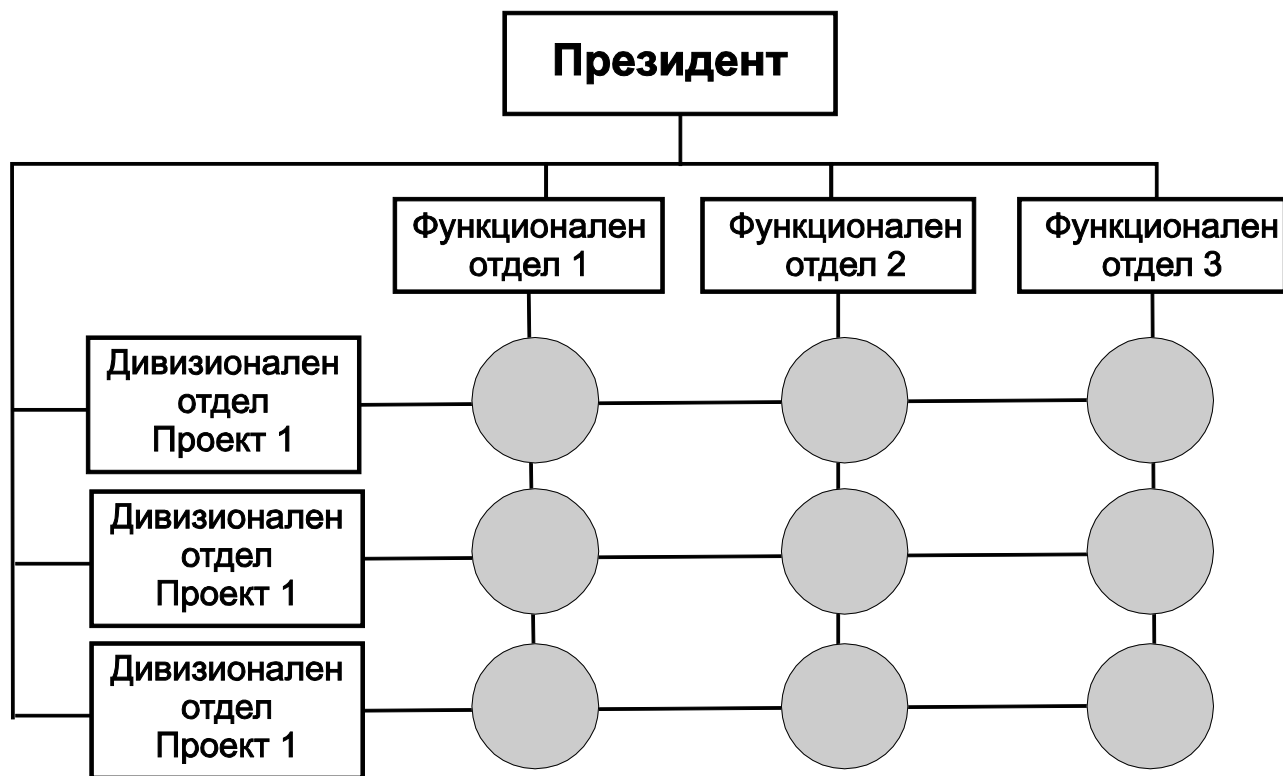 Президент
Функционален
отдел 1
Функционален
отдел 2
Функционален
отдел 3
Дивизионален
отдел
Проект 1
Дивизионален
отдел
Проект 1
Дивизионален
отдел
Проект 1